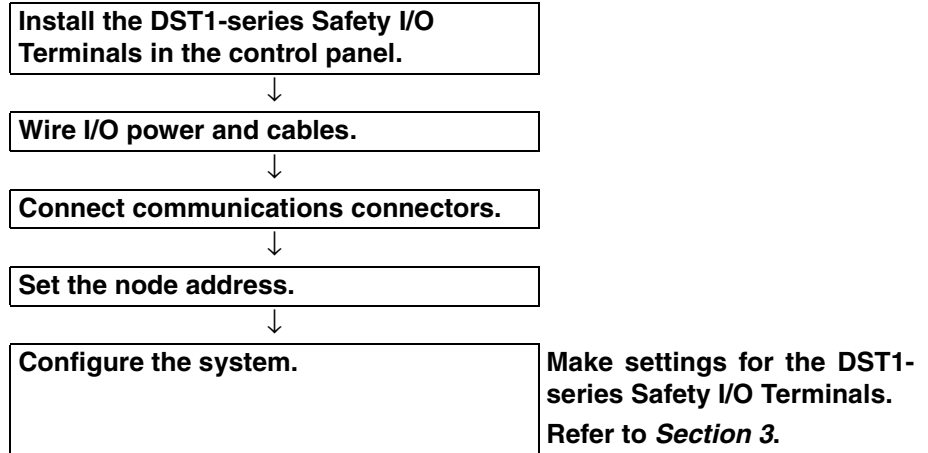 Install the DST1-series Safety I/O
Terminals in the control panel.
↓
Wire I/O power and cables.
↓
Connect communications connectors.
↓
Set the node address.
↓
Configure the system.
Make settings for the DST1-
series Safety I/O Terminals.
Refer to Section 3.